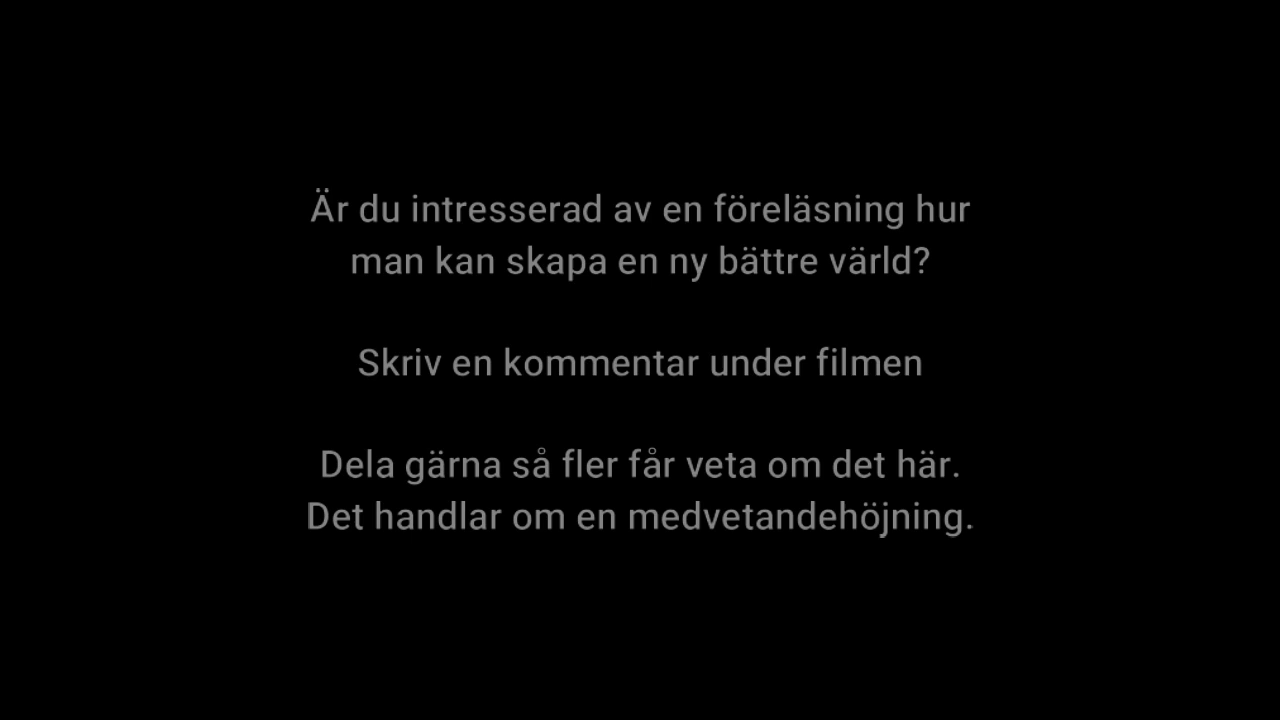 Är du intresserad av en föreläsning hur
man kan skapa en ny bättre värld?
Skriv en kommentar under filmen
Dela gärna så fler får veta om det här.
Det handlar om en medvetandehöjning.